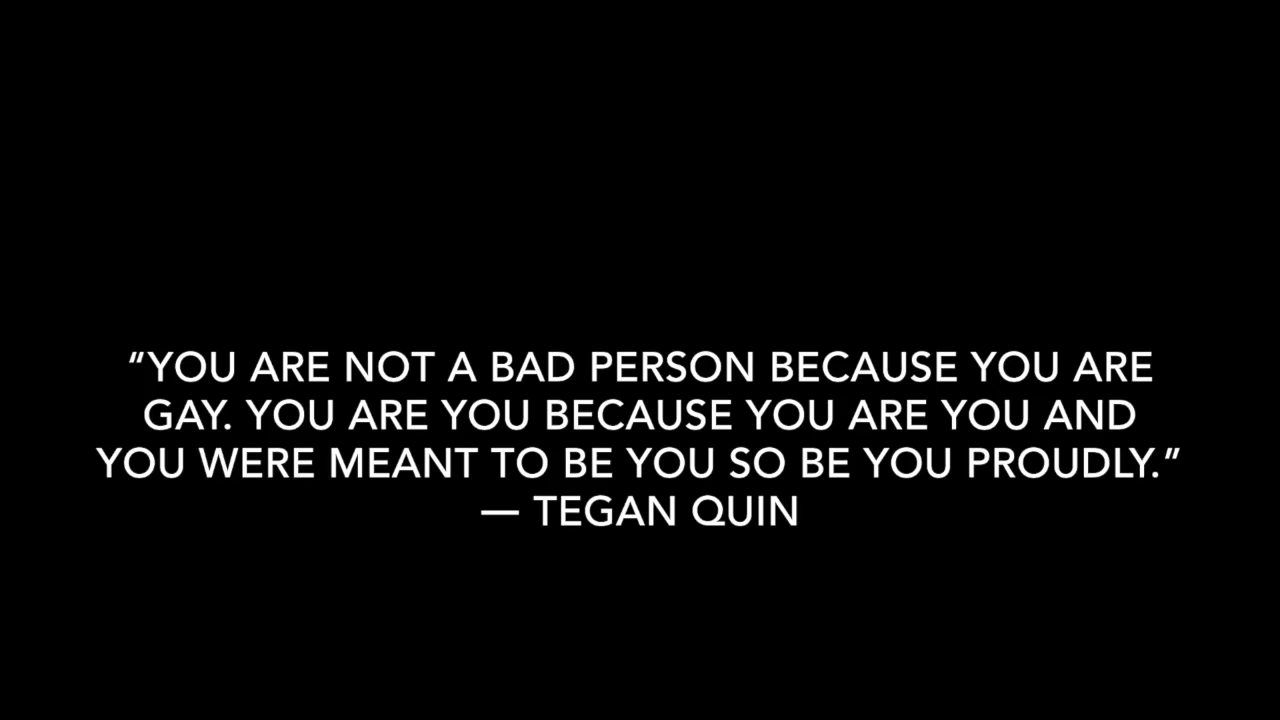 “YOU ARE NOT A BAD PERSON BECAUSE YOU ARE
GAY. YOU ARE YOU BECAUSE YOU ARE YOU AND
YOU WERE MEANT TO BE YOU SO BE YOU PROUDLY.”
— TEGAN QUIN